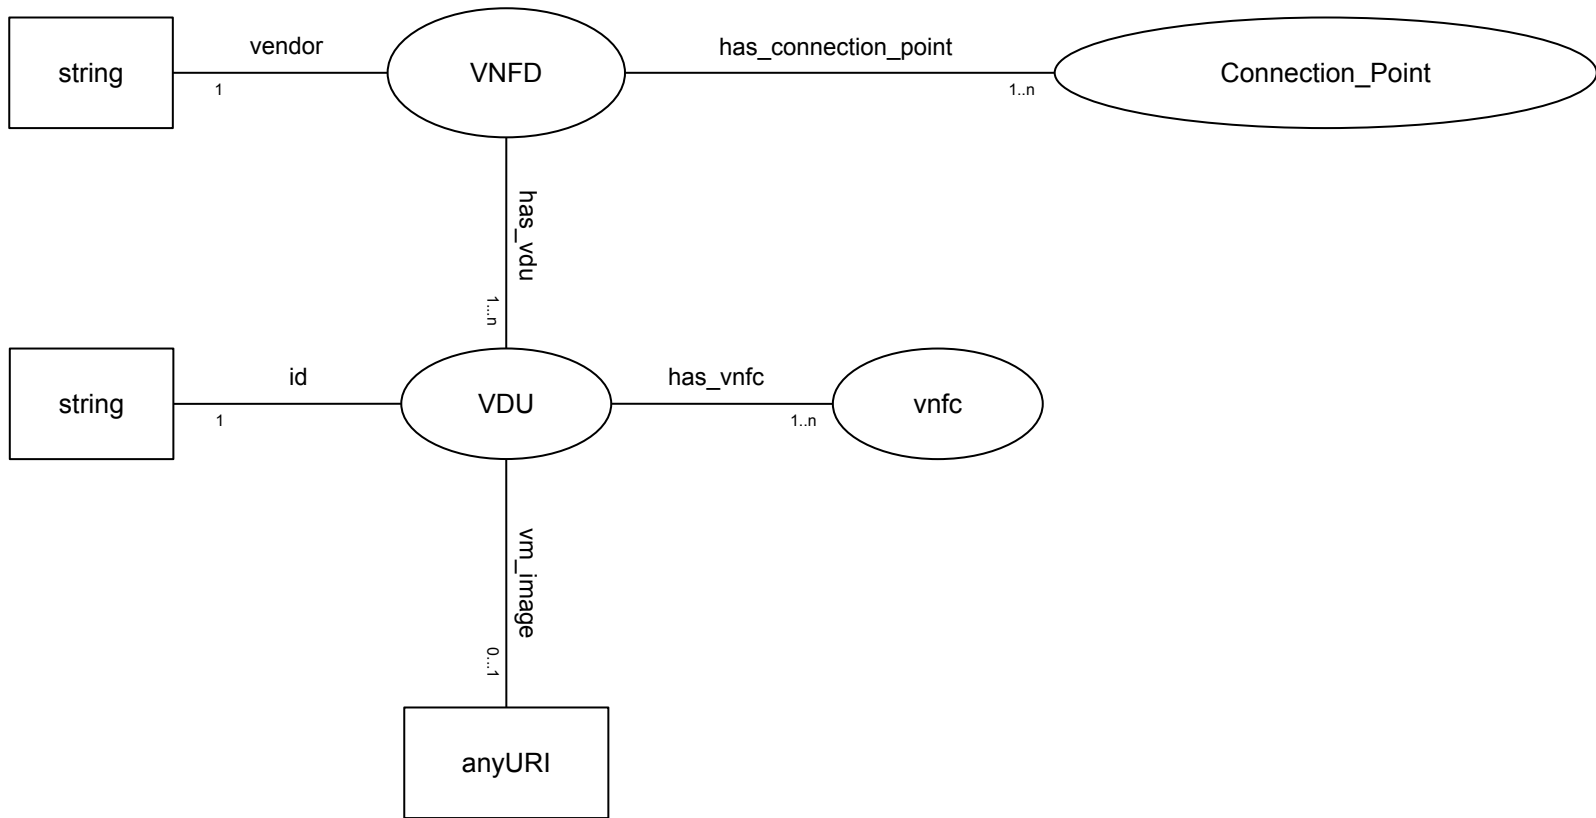 vendor
has_connection_point
string
VNFD
Connection_Point
1
1..n
has_vdu
1...n
id
has_vnfc
string
VDU
vnfc
1
1..n
vm_image
0...1
anyURI